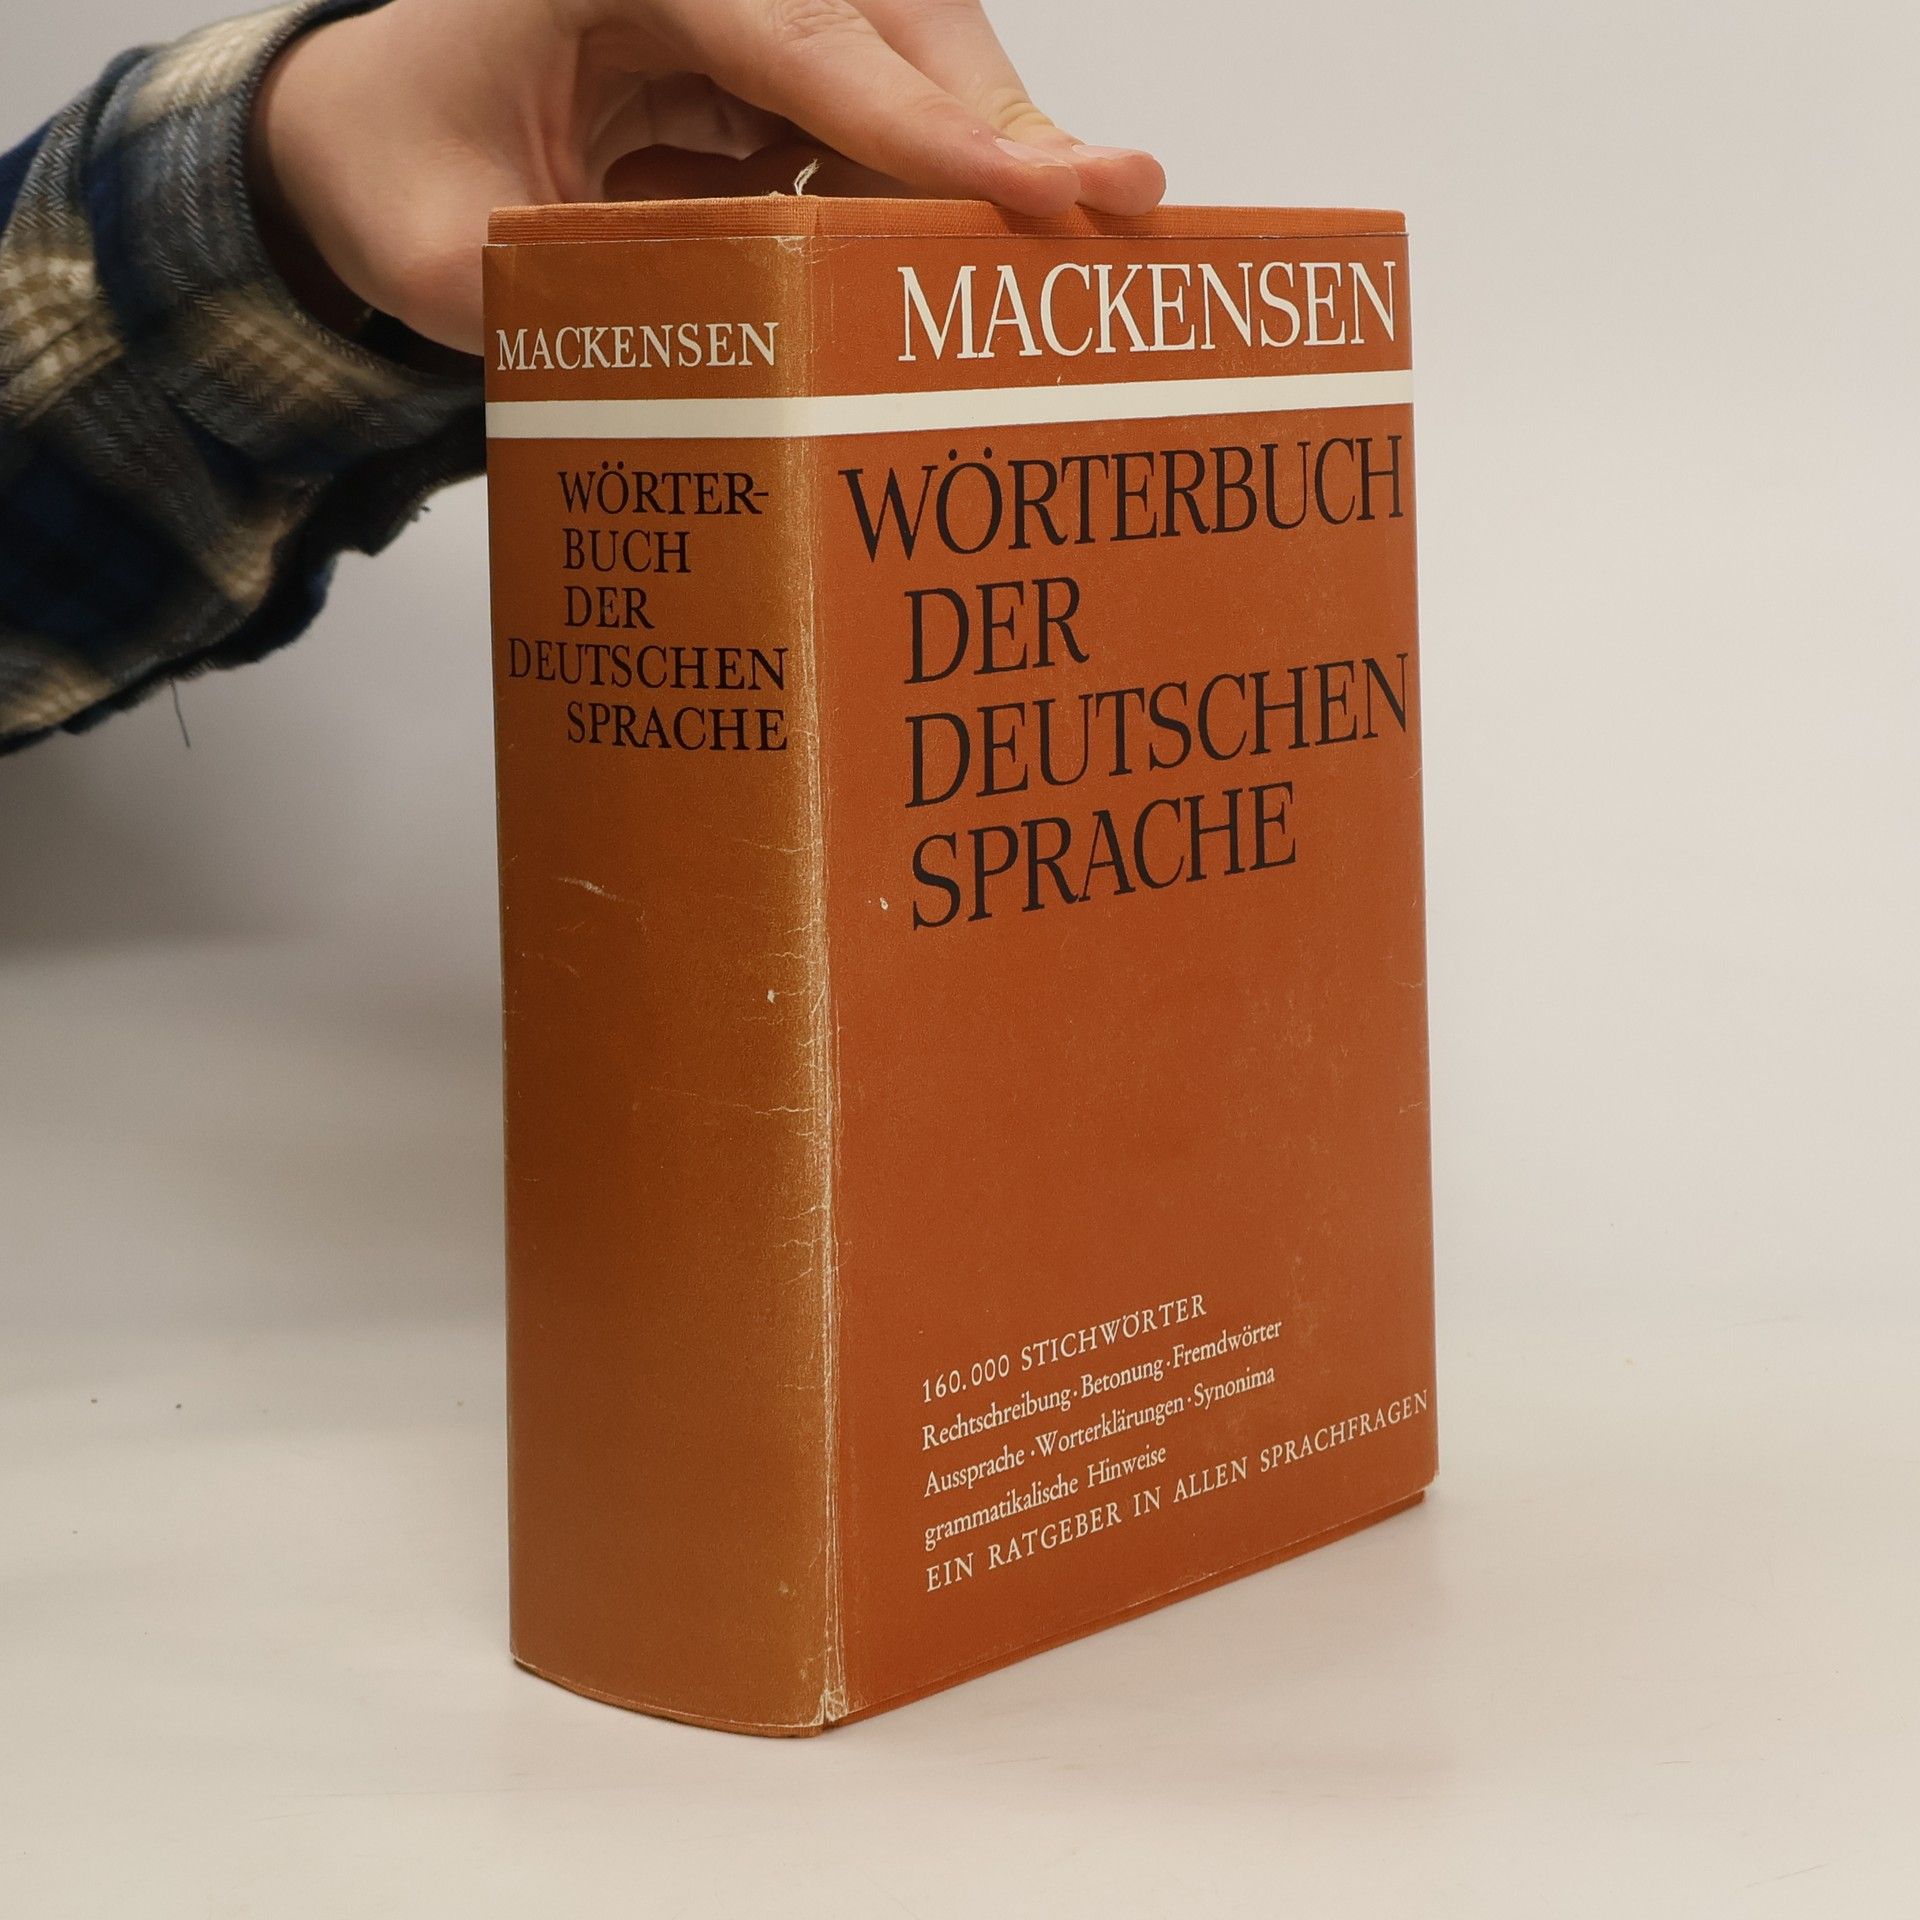 MACKENSEN
WÖRTER-
BUCH
DER
DEUTSCHEN
SPRACHE
MACKENSEN
WÖRTERBUCH
DER
DEUTSCHEN
SPRACHE
160.000 STICHWÖRTER
Rechtschreibung · Betonung · Fremdwörter
Aussprache · Worterklärungen · Synonima
grammatikalische Hinweise
EIN RATGEBER IN ALLEN SPRACHFRAGEN